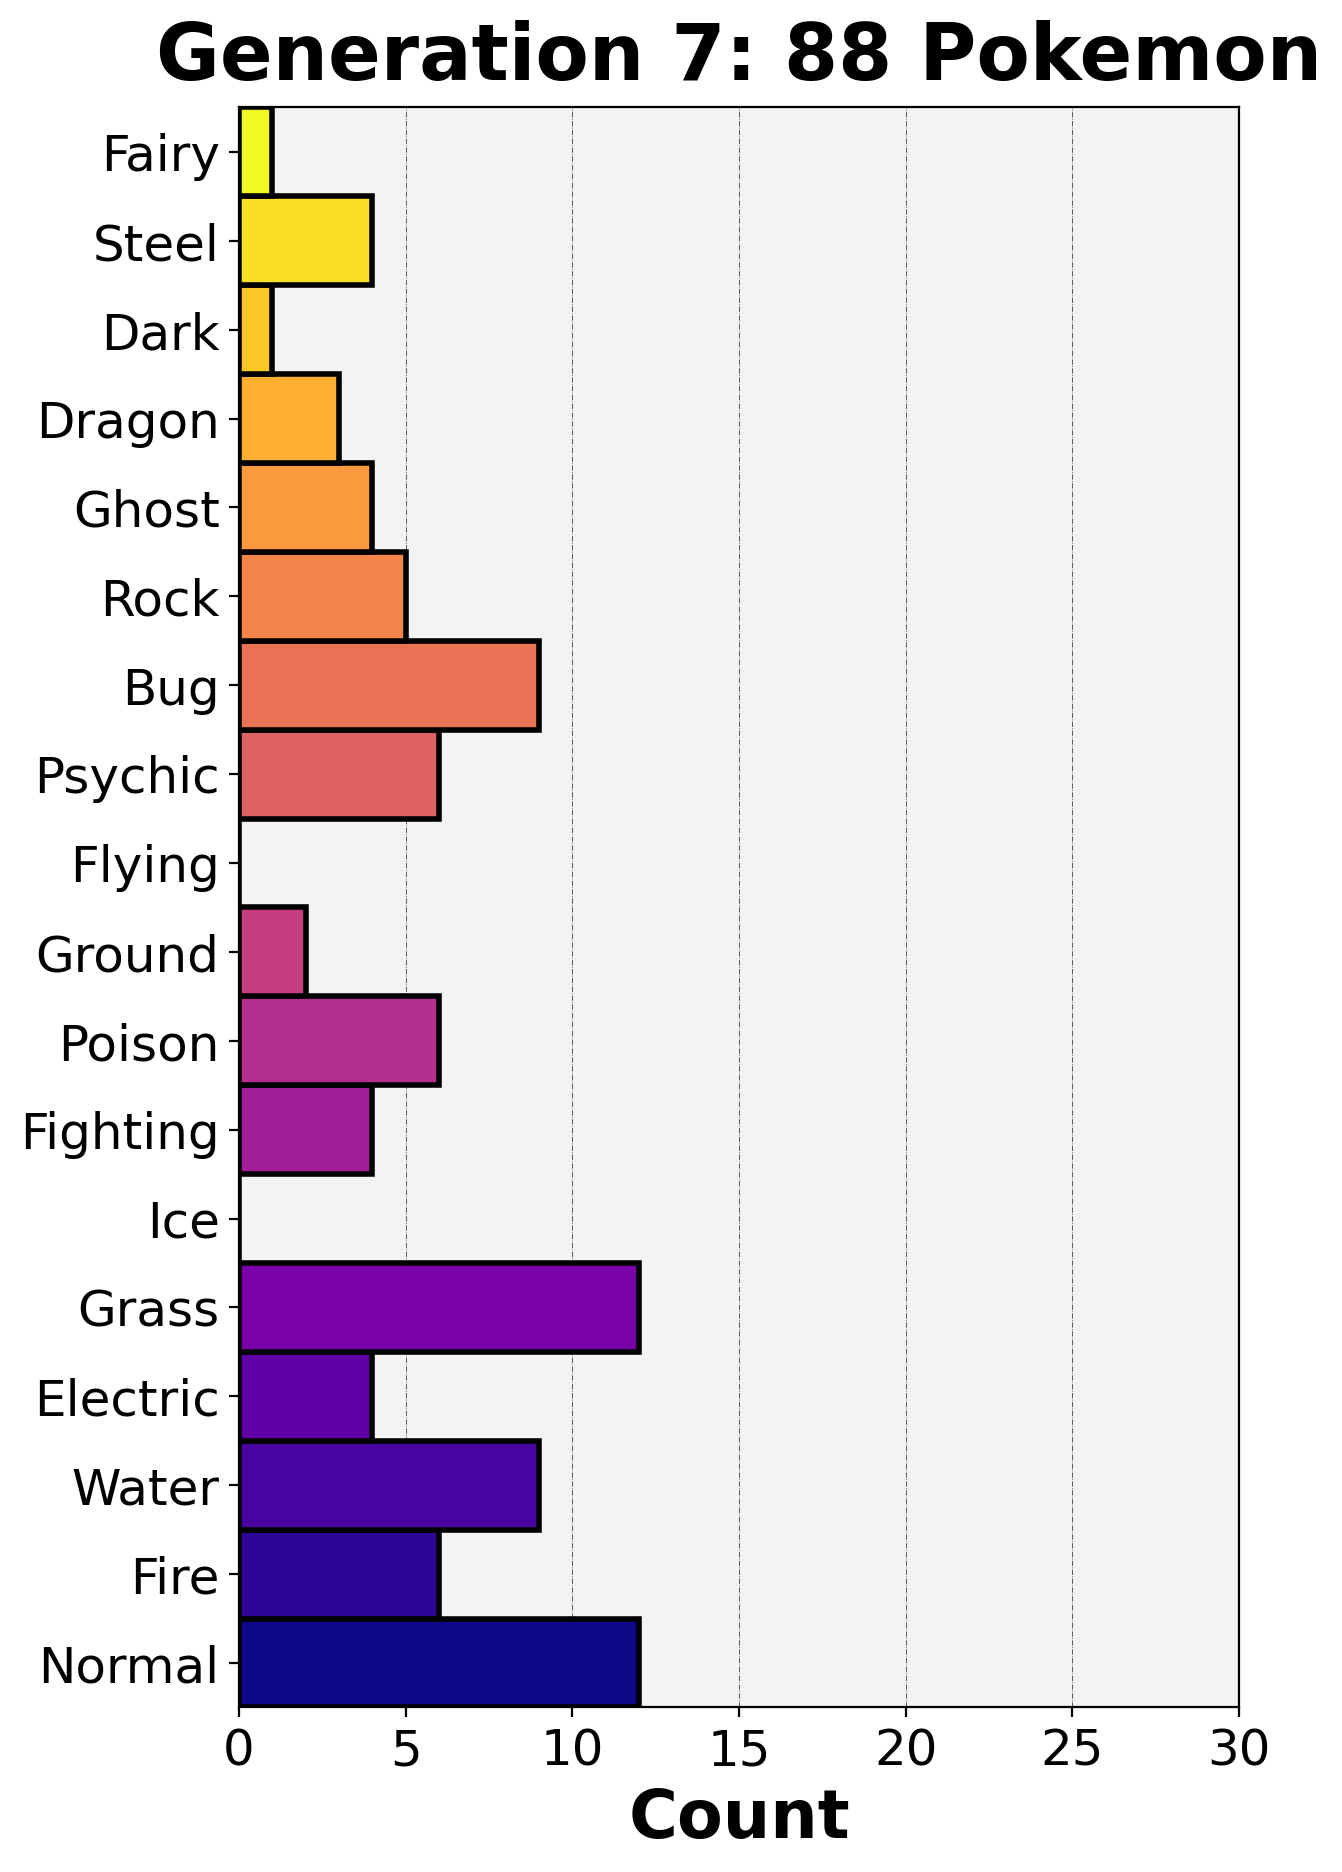 Generation 7: 88 Pokemon
Fairy
Steel
Dark
Dragon
Ghost
Rock
Bug
Psychic
Flying
Ground
Poison
Fighting
Ice
Grass
Electric
Water
Fire
Normal
0 5 10 15 20 25 30
Count